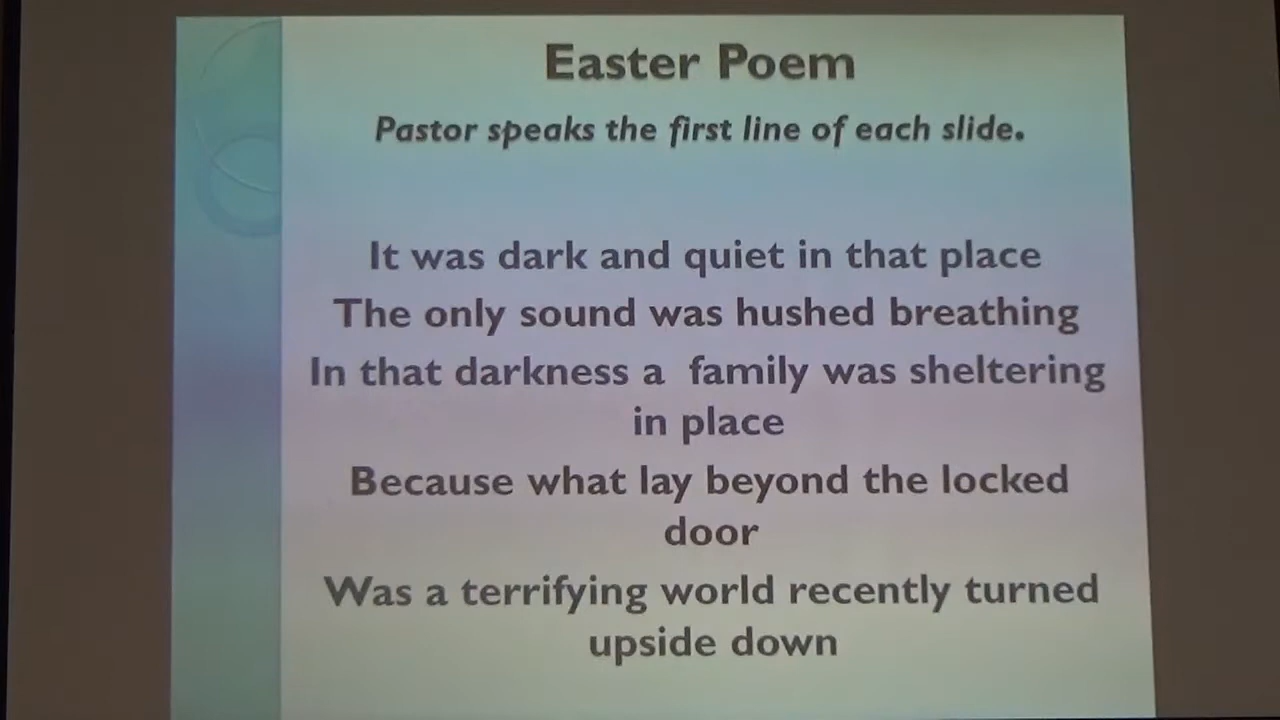 Easter Poem
Pastor speaks the first line of each slide.
It was dark and quiet in that place
The only sound was hushed breathing
In that darkness a  family was sheltering
in place
Because what lay beyond the locked
door
Was a terrifying world recently turned
upside down